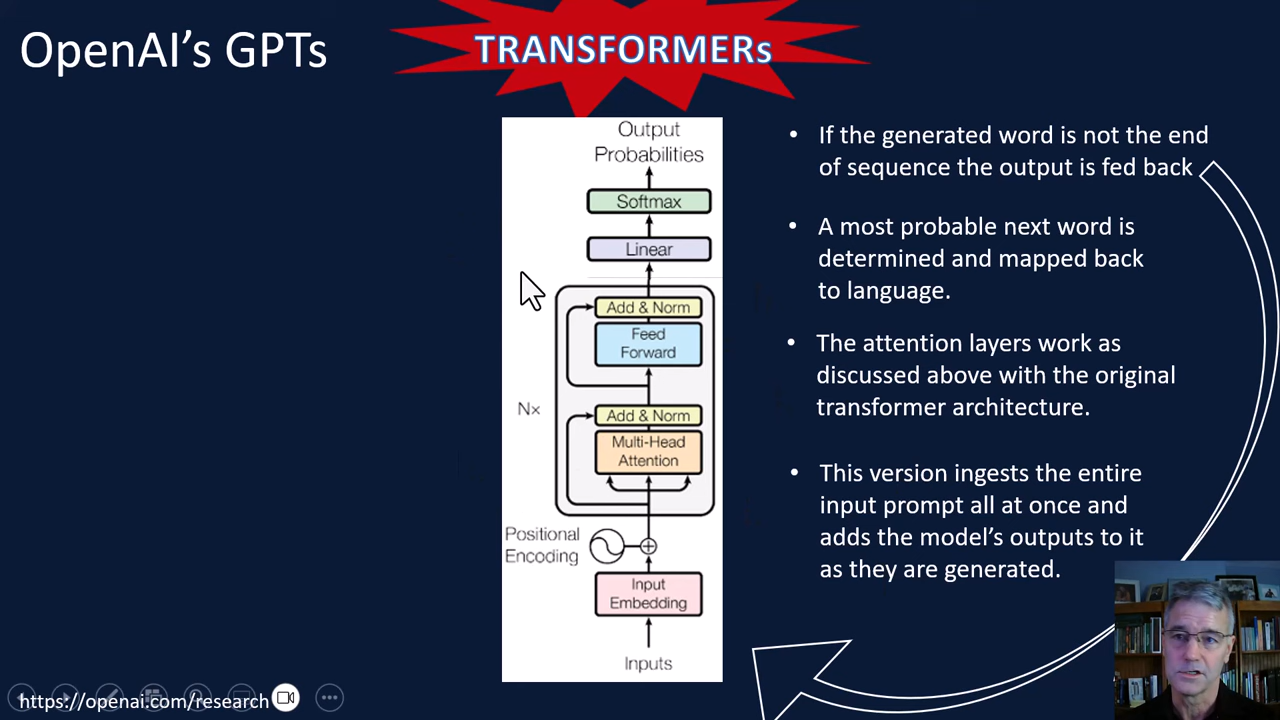 OpenAI's GPTs
TRANSFORMERs
Output
Probabilities
Softmax
Linear
Add & Norm
Feed
Forward
Nx
Add & Norm
Multi-Head
Attention
Positional
Encoding
Input
Embedding
Inputs
• If the generated word is not the end
of sequence the output is fed back
• A most probable next word is
determined and mapped back
to language.
• The attention layers work as
discussed above with the original
transformer architecture.
• This version ingests the entire
input prompt all at once and
adds the model's outputs to it
as they are generated.
https://openai.com/research